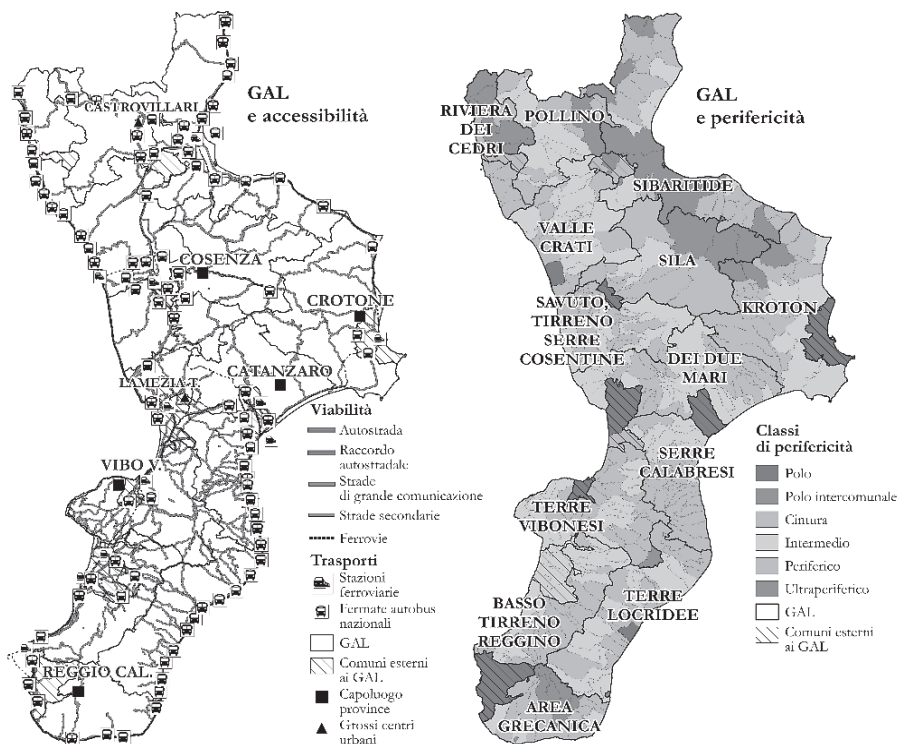 GAL
e accessibilità
CASTROVILLARI
COSENZA
CROTONE
CATANZARO
LAMEZIA T.
VIBO V.
REGGIO CAL.
Viabilità
Autostrada
Raccordo
autostradale
Strade
di grande comunicazione
Strade secondarie
Ferrovie
Trasporti
Stazioni
ferroviarie
Fermate autobus
nazionali
GAL
Comuni esterni
ai GAL
Capoluogo
province
Grossi centri
urbani
GAL
e perifericità
RIVIERA
DEI
CEDRI
POLLINO
SIBARITIDE
VALLE
CRATI
SILA
KROTON
SAVUTO,
TIRRENO
SERRE
COSENTINE
DEI DUE
MARI
SERRE
CALABRESI
TERRE
VIBONESI
BASSO
TIRRENO
REGGINO
TERRE
LOCRIDEE
AREA
GRECANICA
Classi
di perifericità
Polo
Polo intercomunale
Cintura
Intermedio
Periferico
Ultraperiferico
GAL
Comuni esterni
ai GAL